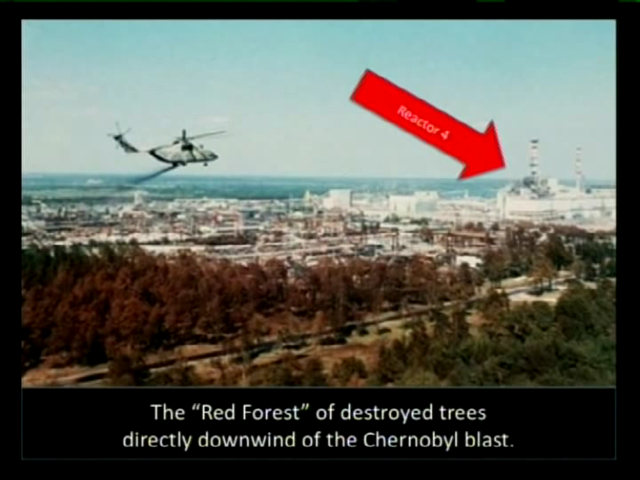 Reactor 4
The “Red Forest” of destroyed trees
directly downwind of the Chernobyl blast.